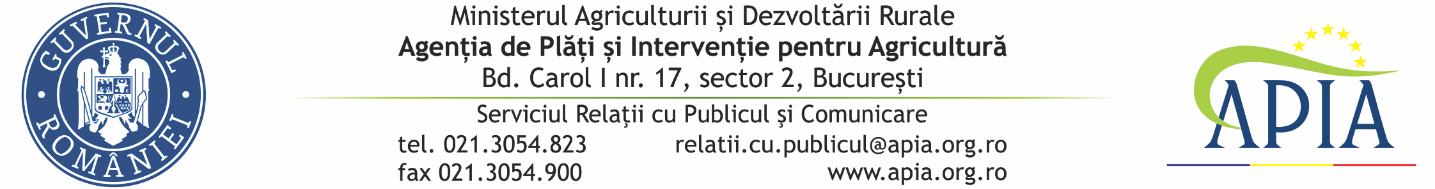 GUVERNUL ROMÂNIEI
Ministerul Agriculturii și Dezvoltării Rurale
Agenția de Plăți și Intervenție pentru Agricultură
Bd. Carol I nr. 17, sector 2, București
Serviciul Relaţii cu Publicul şi Comunicare
tel. 021.3054.823 relatii.cu.publicul@apia.org.ro
fax 021.3054.900 www.apia.org.ro
APIA